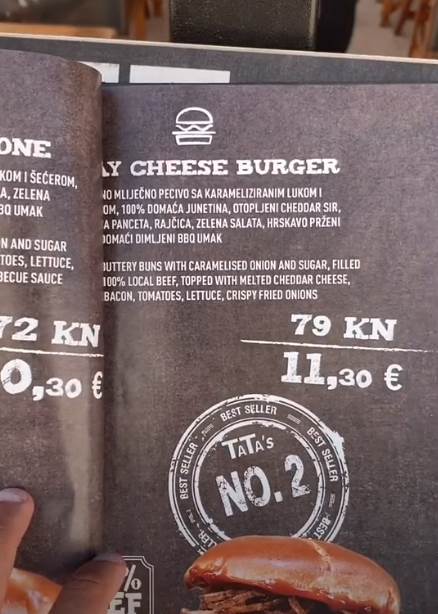 ONE
KOM I ŠEĆEROM,
A, ZELENA
BQ UMAK
N AND SUGAR
TOES, LETTUCE,
BECUE SAUCE
72 KN
0,30 €
AY CHEESE BURGER
NO MLIJEČNO PECIVO SA KARAMELIZIRANIM LUKOM I
OM, 100% DOMAĆA JUNETINA, OTOPLJENI CHEDDAR SIR,
A PANCETA, RAJČICA, ZELENA SALATA, HRSKAVO PRŽENI
DOMAĆI DIMLJENI BBQ UMAK
BUTTERY BUNS WITH CARAMELISED ONION AND SUGAR, FILLED
100% LOCAL BEEF, TOPPED WITH MELTED CHEDDAR CHEESE,
BACON, TOMATOES, LETTUCE, CRISPY FRIED ONIONS
79 KN
11,30 €
BEST SELLER
BEST SELLER
BEST SELLER
TATA'S
NO. 2
%
EF